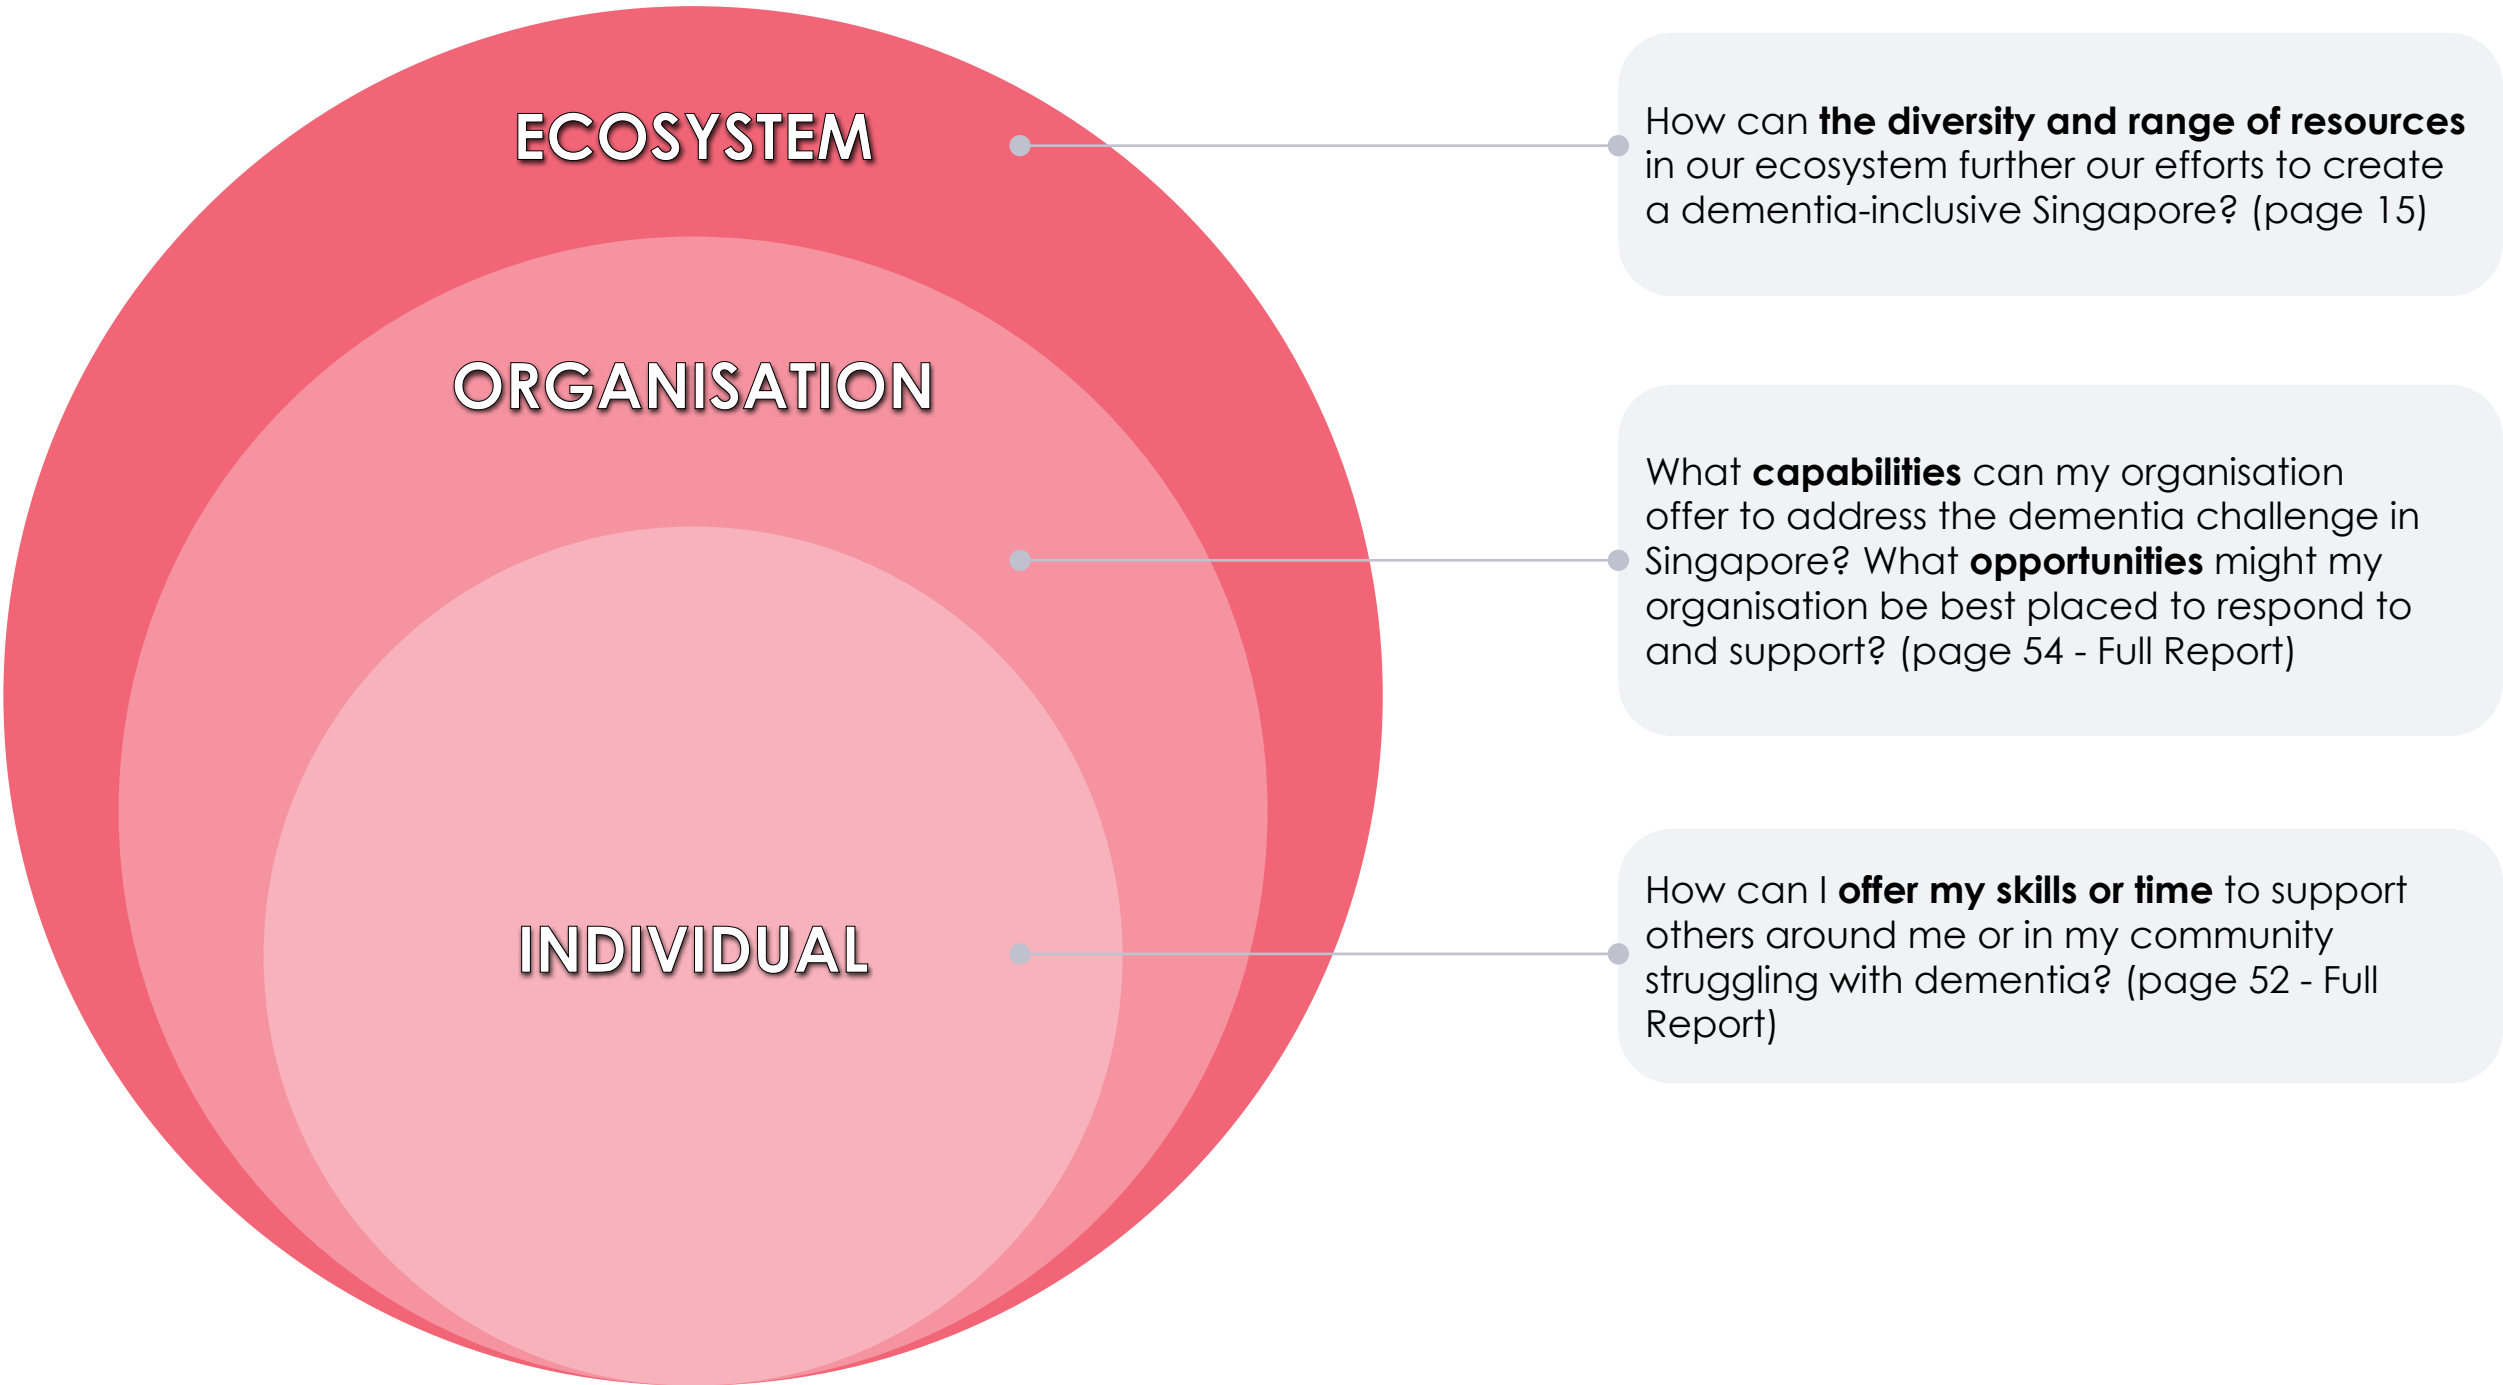 ECOSYSTEM
How can the diversity and range of resources
in our ecosystem further our efforts to create
a dementia-inclusive Singapore? (page 15)
ORGANISATION
What capabilities can my organisation
offer to address the dementia challenge in
Singapore? What opportunities might my
organisation be best placed to respond to
and support? (page 54 - Full Report)
INDIVIDUAL
How can I offer my skills or time to support
others around me or in my community
struggling with dementia? (page 52 - Full
Report)